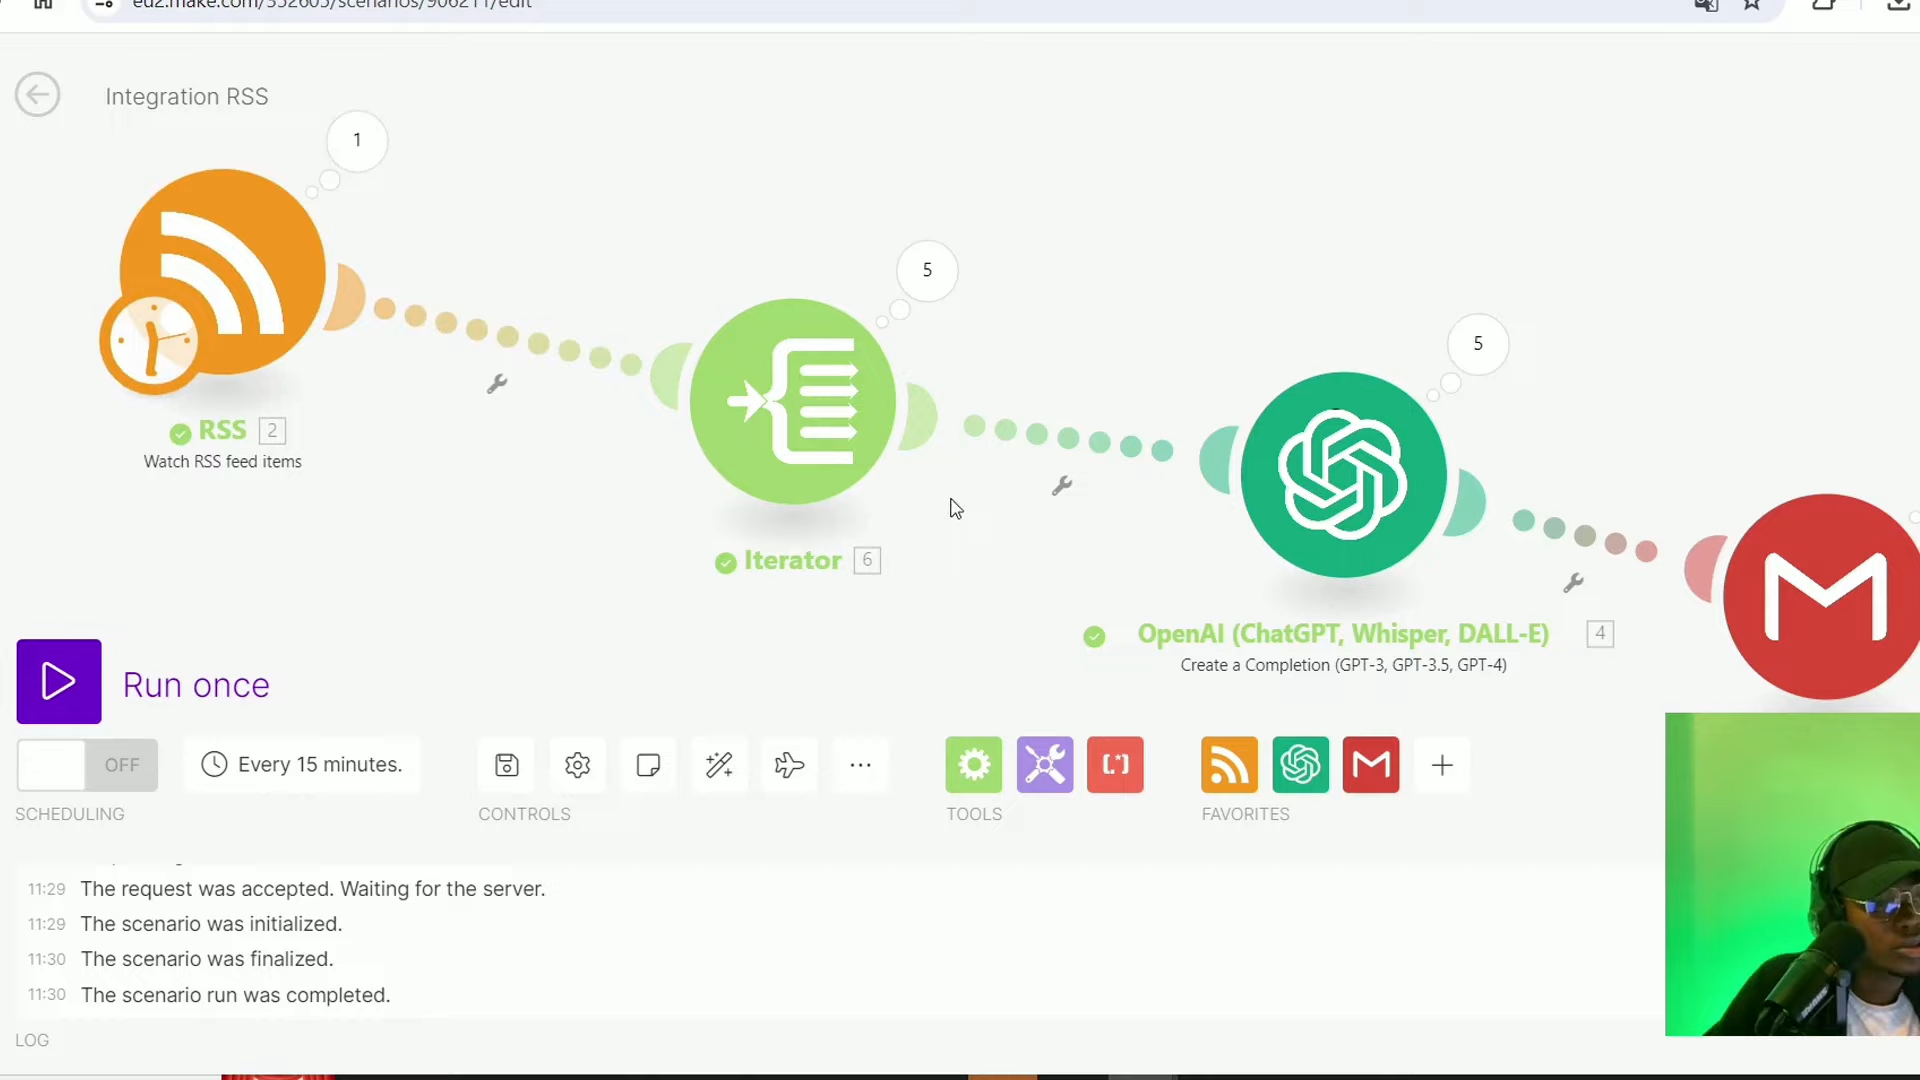 Integration RSS
1
5
5
RSS 2
Watch RSS feed items
Iterator 6
OpenAI (ChatGPT, Whisper, DALL-E) 4
Create a Completion (GPT-3, GPT-3.5, GPT-4)
Run once
OFF
Every 15 minutes.
SCHEDULING
CONTROLS
TOOLS
FAVORITES
11:29 The request was accepted. Waiting for the server.
11:29 The scenario was initialized.
11:30 The scenario was finalized.
11:30 The scenario run was completed.
LOG